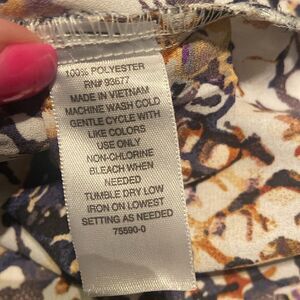 100% POLYESTER
RN# 93677
MADE IN VIETNAM
MACHINE WASH COLD
GENTLE CYCLE WITH
LIKE COLORS
USE ONLY
NON-CHLORINE
BLEACH WHEN
NEEDED
TUMBLE DRY LOW
IRON ON LOWEST
SETTING AS NEEDED
75590-0